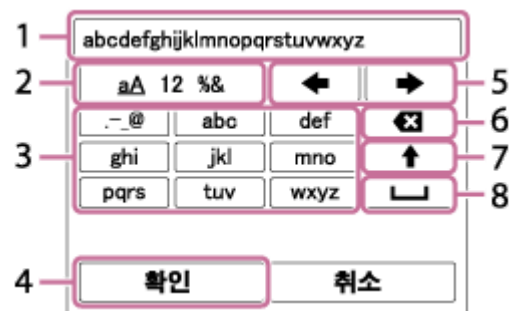 1 abcdefghijklmnopqrstuvwxyz
2 aA 12 %& 5
.-_@ abc def 6
3 ghi jkl mno 7
pqrs tuv wxyz 8
4 확인 취소